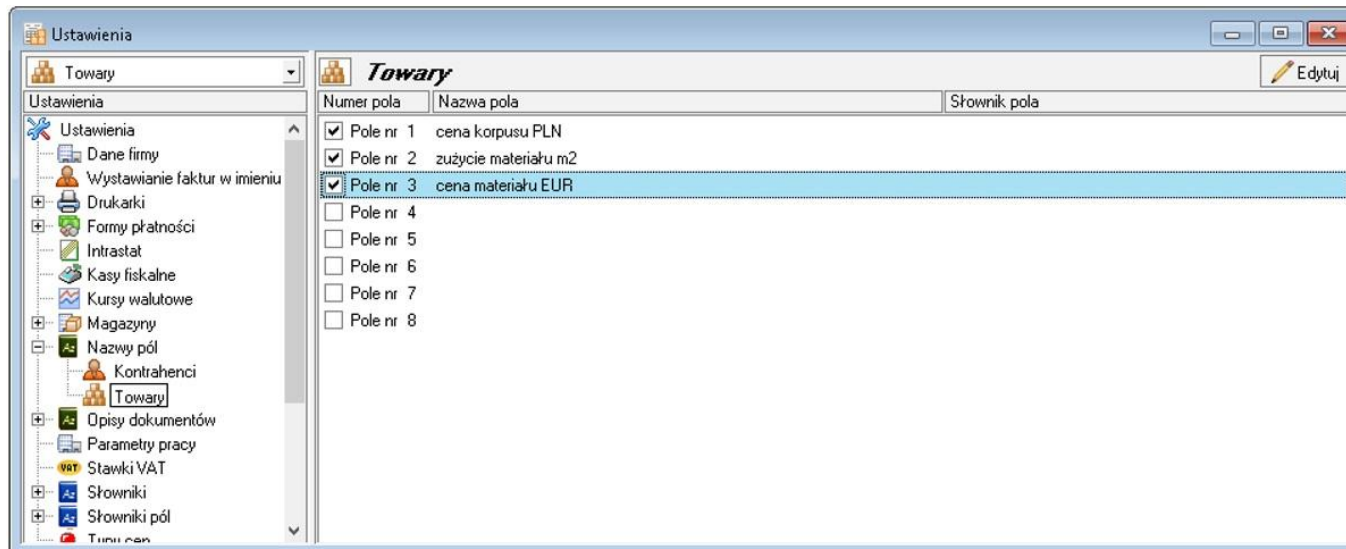 Ustawienia
Towary
Towary
Edytuj
Ustawienia
Numer pola Nazwa pola Słownik pola
Ustawienia
Dane firmy
Wystawianie faktur w imieniu
Drukarki
Formy płatności
Intrastat
Kasy fiskalne
Kursy walutowe
Magazyny
Nazwy pól
Kontrahenci
Towary
Opisy dokumentów
Parametry pracy
VAT Stawki VAT
Słowniki
Słowniki pól
Typy cen
Pole nr 1 cena korpusu PLN
Pole nr 2 zużycie materiału m2
Pole nr 3 cena materiału EUR
Pole nr 4
Pole nr 5
Pole nr 6
Pole nr 7
Pole nr 8